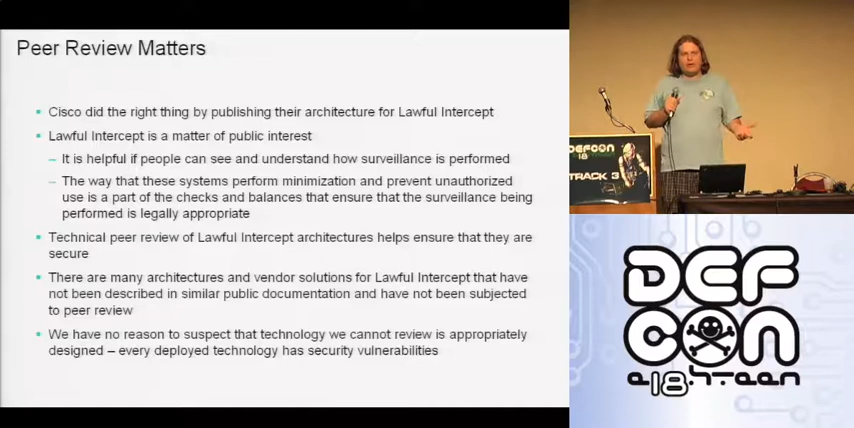 Peer Review Matters
Cisco did the right thing by publishing their architecture for Lawful Intercept
Lawful Intercept is a matter of public interest
– It is helpful if people can see and understand how surveillance is performed
– The way that these systems perform minimization and prevent unauthorized
use is a part of the checks and balances that ensure that the surveillance being
performed is legally appropriate
Technical peer review of Lawful Intercept architectures helps ensure that they are
secure
There are many architectures and vendor solutions for Lawful Intercept that have
not been described in similar public documentation and have not been subjected
to peer review
We have no reason to suspect that technology we cannot review is appropriately
designed – every deployed technology has security vulnerabilities
DEFCON
18
TRACK 3
DEF
CON
e18h-teen